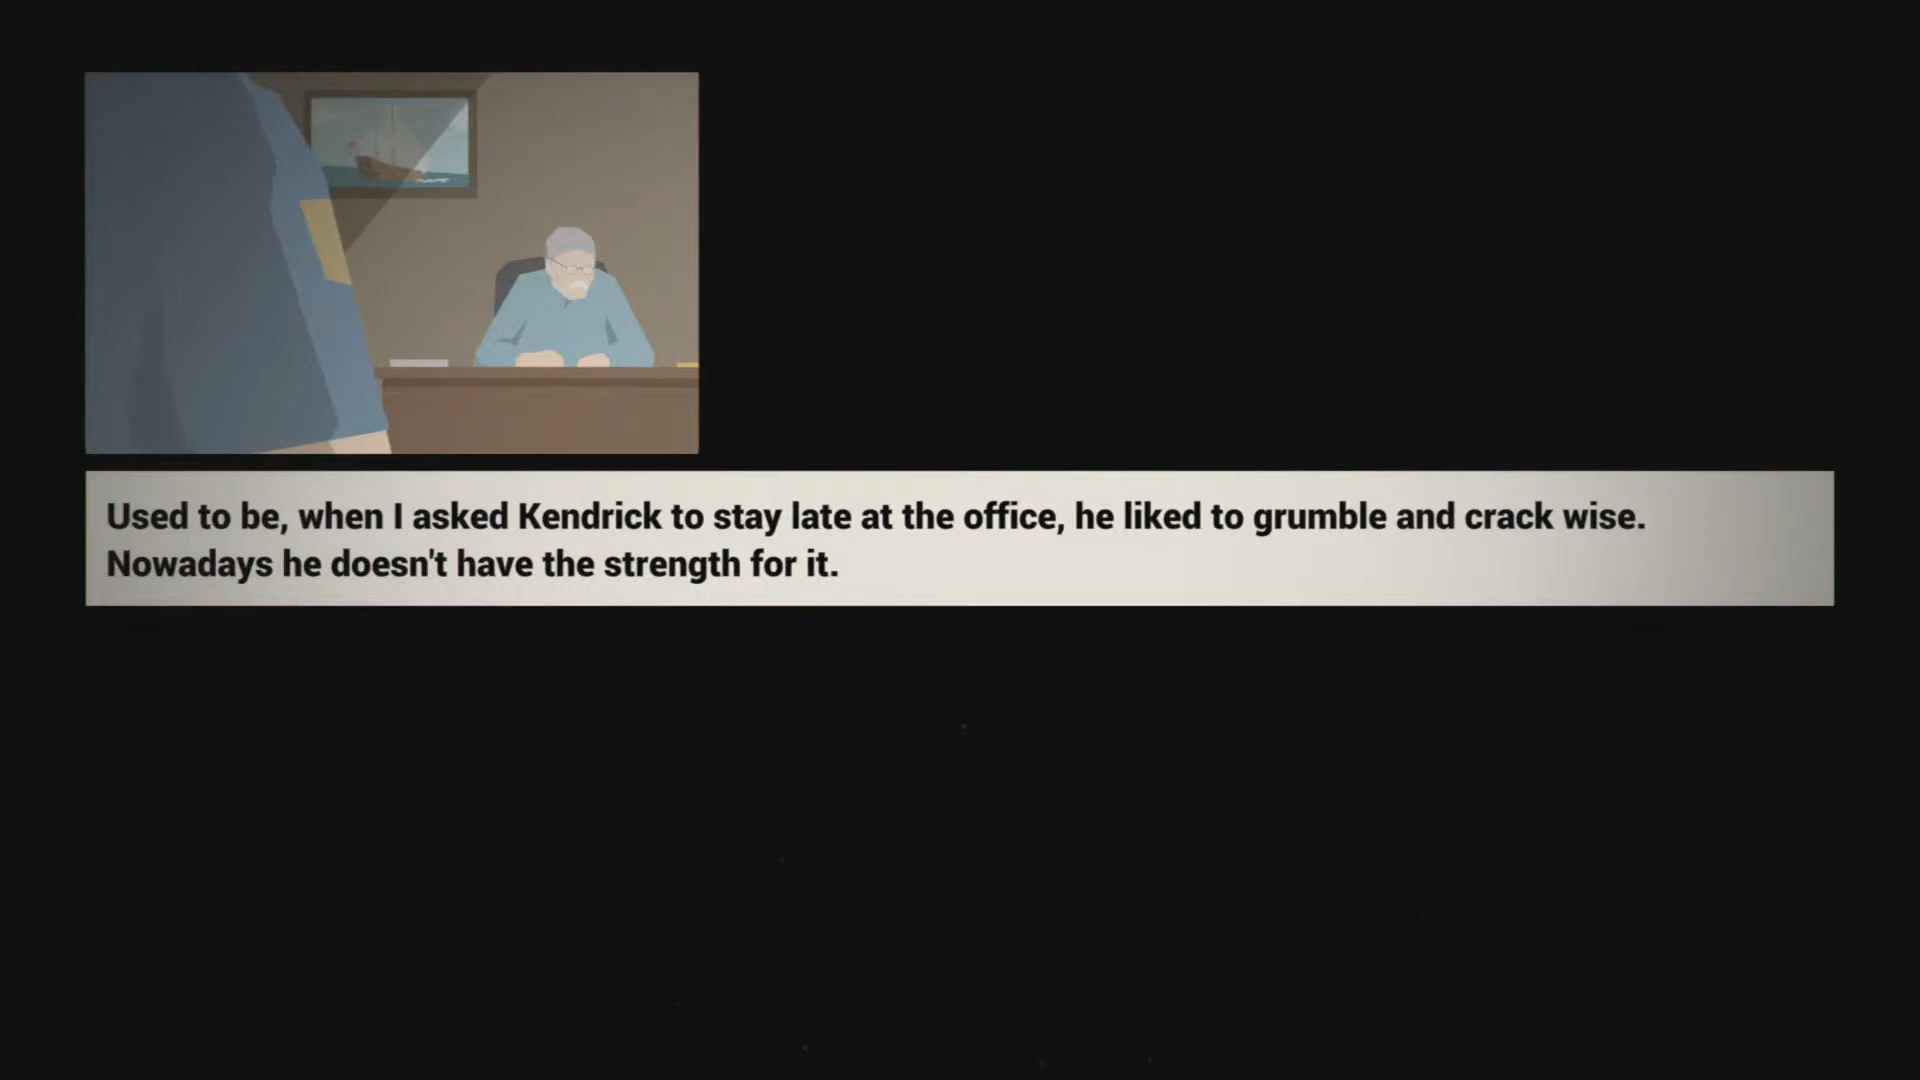 Used to be, when I asked Kendrick to stay late at the office, he liked to grumble and crack wise.
Nowadays he doesn't have the strength for it.